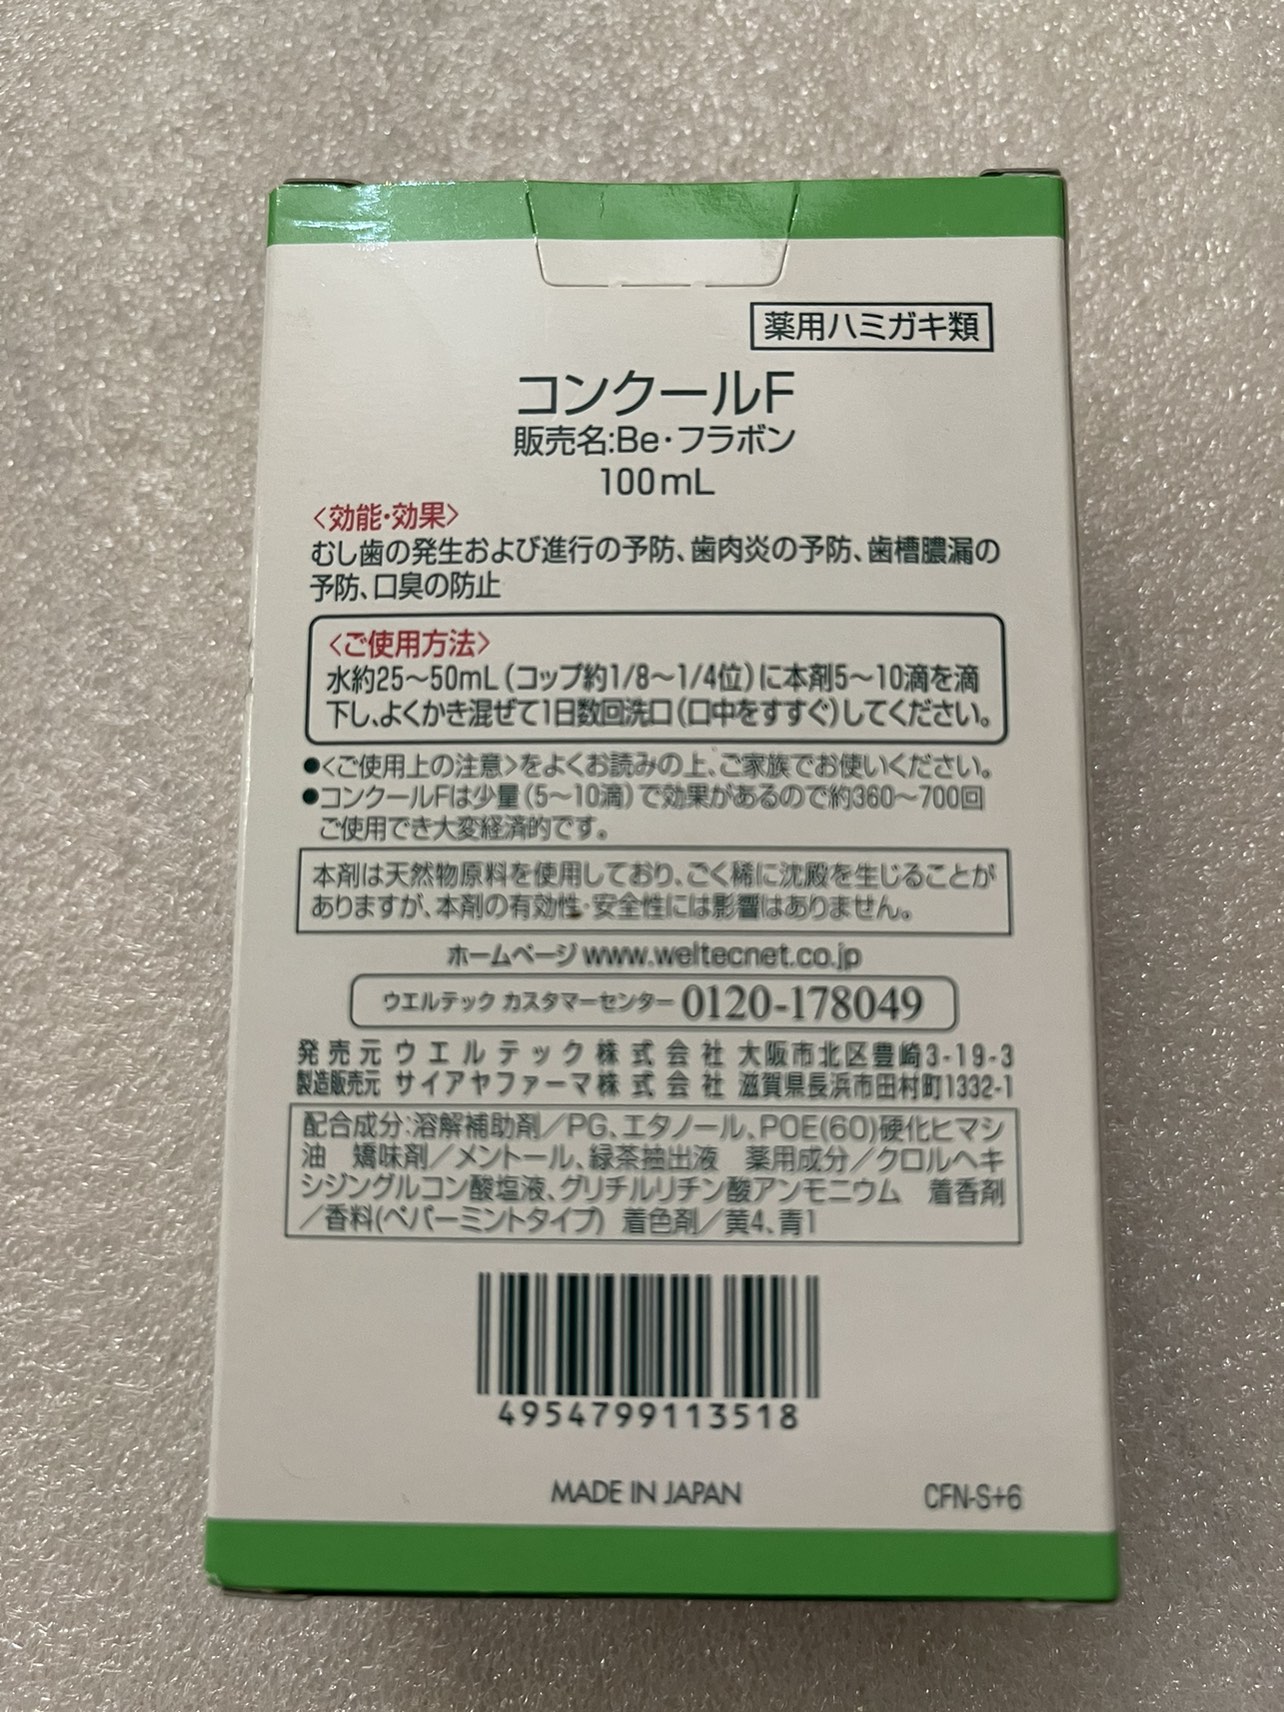 薬用ハミガキ類
コンクールF
販売名:Be・フラボン
100mL
〈効能・効果〉
むし歯の発生および進行の予防、歯肉炎の予防、歯槽膿漏の
予防、口臭の防止
〈ご使用方法〉
水約25～50mL(コップ約1/8～1/4位)に本剤5～10滴を滴
下し、よくかき混ぜて1日数回洗口(口中をすすぐ)してください。
●〈ご使用上の注意〉をよくお読みの上、ご家族でお使いください。
●コンクールFは少量(5～10滴)で効果があるので約360～700回
ご使用でき大変経済的です。
本剤は天然物原料を使用しており、ごく稀に沈殿を生じることが
ありますが、本剤の有効性・安全性には影響はありません。
ホームページ www.weltecnet.co.jp
ウエルテック カスタマーセンター 0120-178049
発売元 ウエルテック株式会社 大阪市北区豊崎3-19-3
製造販売元 サイアヤファーマ株式会社 滋賀県長浜市田村町1332-1
配合成分:溶解補助剤/PG、エタノール、POE(60)硬化ヒマシ
油 矯味剤/メントール、緑茶抽出液 薬用成分/クロルヘキ
シジングルコン酸塩液、グリチルリチン酸アンモニウム 着香剤
/香料(ペパーミントタイプ) 着色剤/黄4、青1
4954799113518
MADE IN JAPAN
CFN-S+6